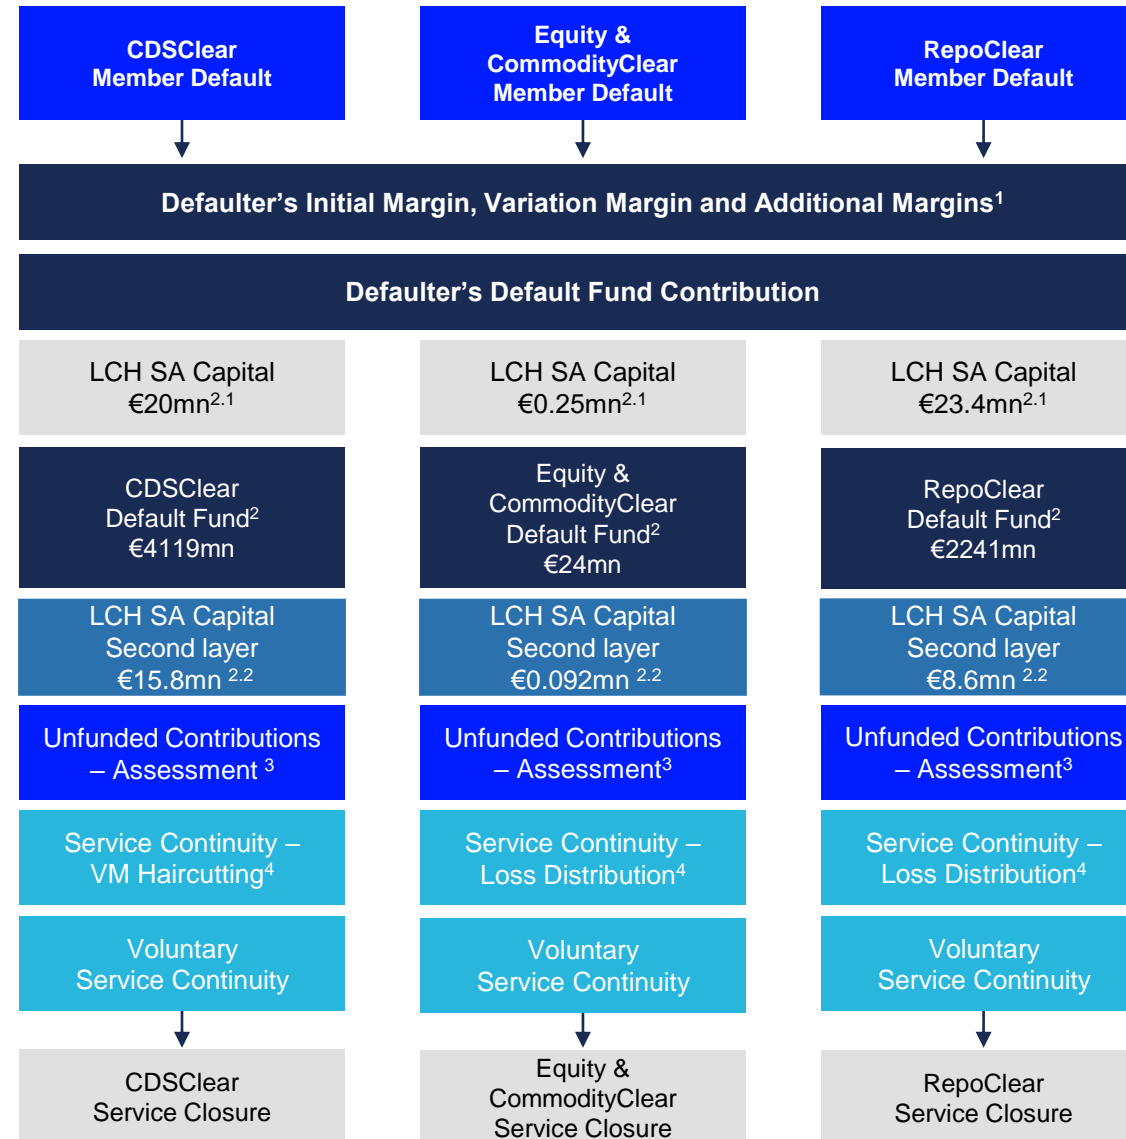 CDSClear
Member Default
Equity &
CommodityClear
Member Default
RepoClear
Member Default
Defaulter’s Initial Margin, Variation Margin and Additional Margins1
Defaulter’s Default Fund Contribution
LCH SA Capital
€20mn2.1
LCH SA Capital
€0.25mn2.1
LCH SA Capital
€23.4mn2.1
CDSClear
Default Fund2
€4119mn
Equity &
CommodityClear
Default Fund2
€24mn
RepoClear
Default Fund2
€2241mn
LCH SA Capital
Second layer
€15.8mn 2.2
LCH SA Capital
Second layer
€0.092mn 2.2
LCH SA Capital
Second layer
€8.6mn 2.2
Unfunded Contributions
– Assessment 3
Unfunded Contributions
– Assessment3
Unfunded Contributions
– Assessment3
Service Continuity –
VM Haircutting4
Service Continuity –
Loss Distribution4
Service Continuity –
Loss Distribution4
Voluntary
Service Continuity
Voluntary
Service Continuity
Voluntary
Service Continuity
CDSClear
Service Closure
Equity &
CommodityClear
Service Closure
RepoClear
Service Closure